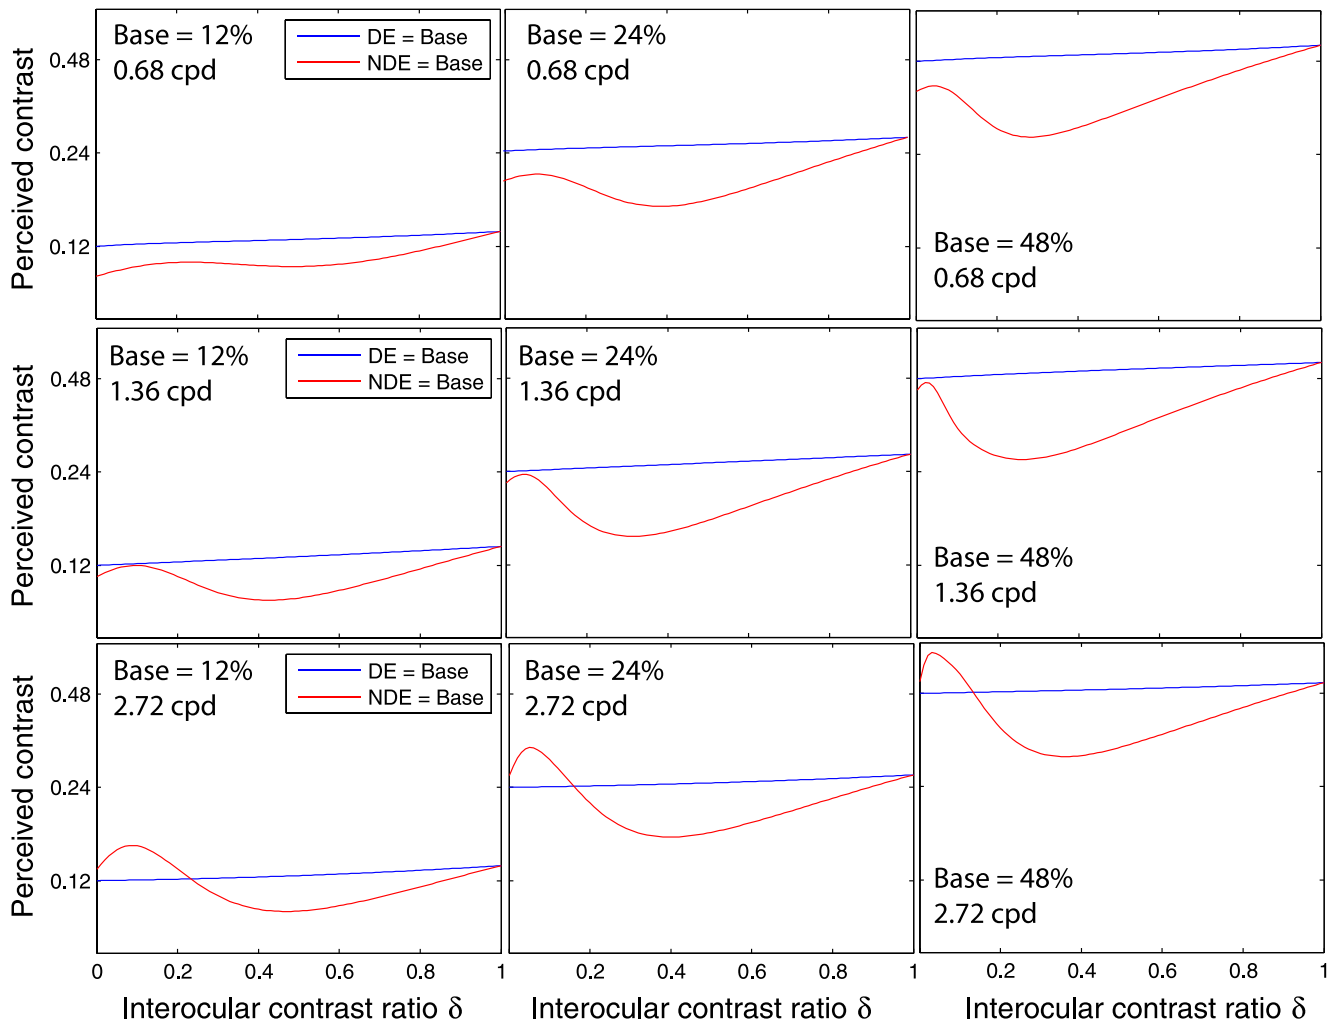 Perceived contrast
0.48
0.24
0.12
Base = 12%
0.68 cpd
DE = Base
NDE = Base
Base = 24%
0.68 cpd
Base = 48%
0.68 cpd
Perceived contrast
0.48
0.24
0.12
Base = 12%
1.36 cpd
DE = Base
NDE = Base
Base = 24%
1.36 cpd
Base = 48%
1.36 cpd
Perceived contrast
0.48
0.24
0.12
Base = 12%
2.72 cpd
DE = Base
NDE = Base
Base = 24%
2.72 cpd
Base = 48%
2.72 cpd
0 0.2 0.4 0.6 0.8 1
0.2 0.4 0.6 0.8 1
0.2 0.4 0.6 0.8 1
Interocular contrast ratio δ
Interocular contrast ratio δ
Interocular contrast ratio δ